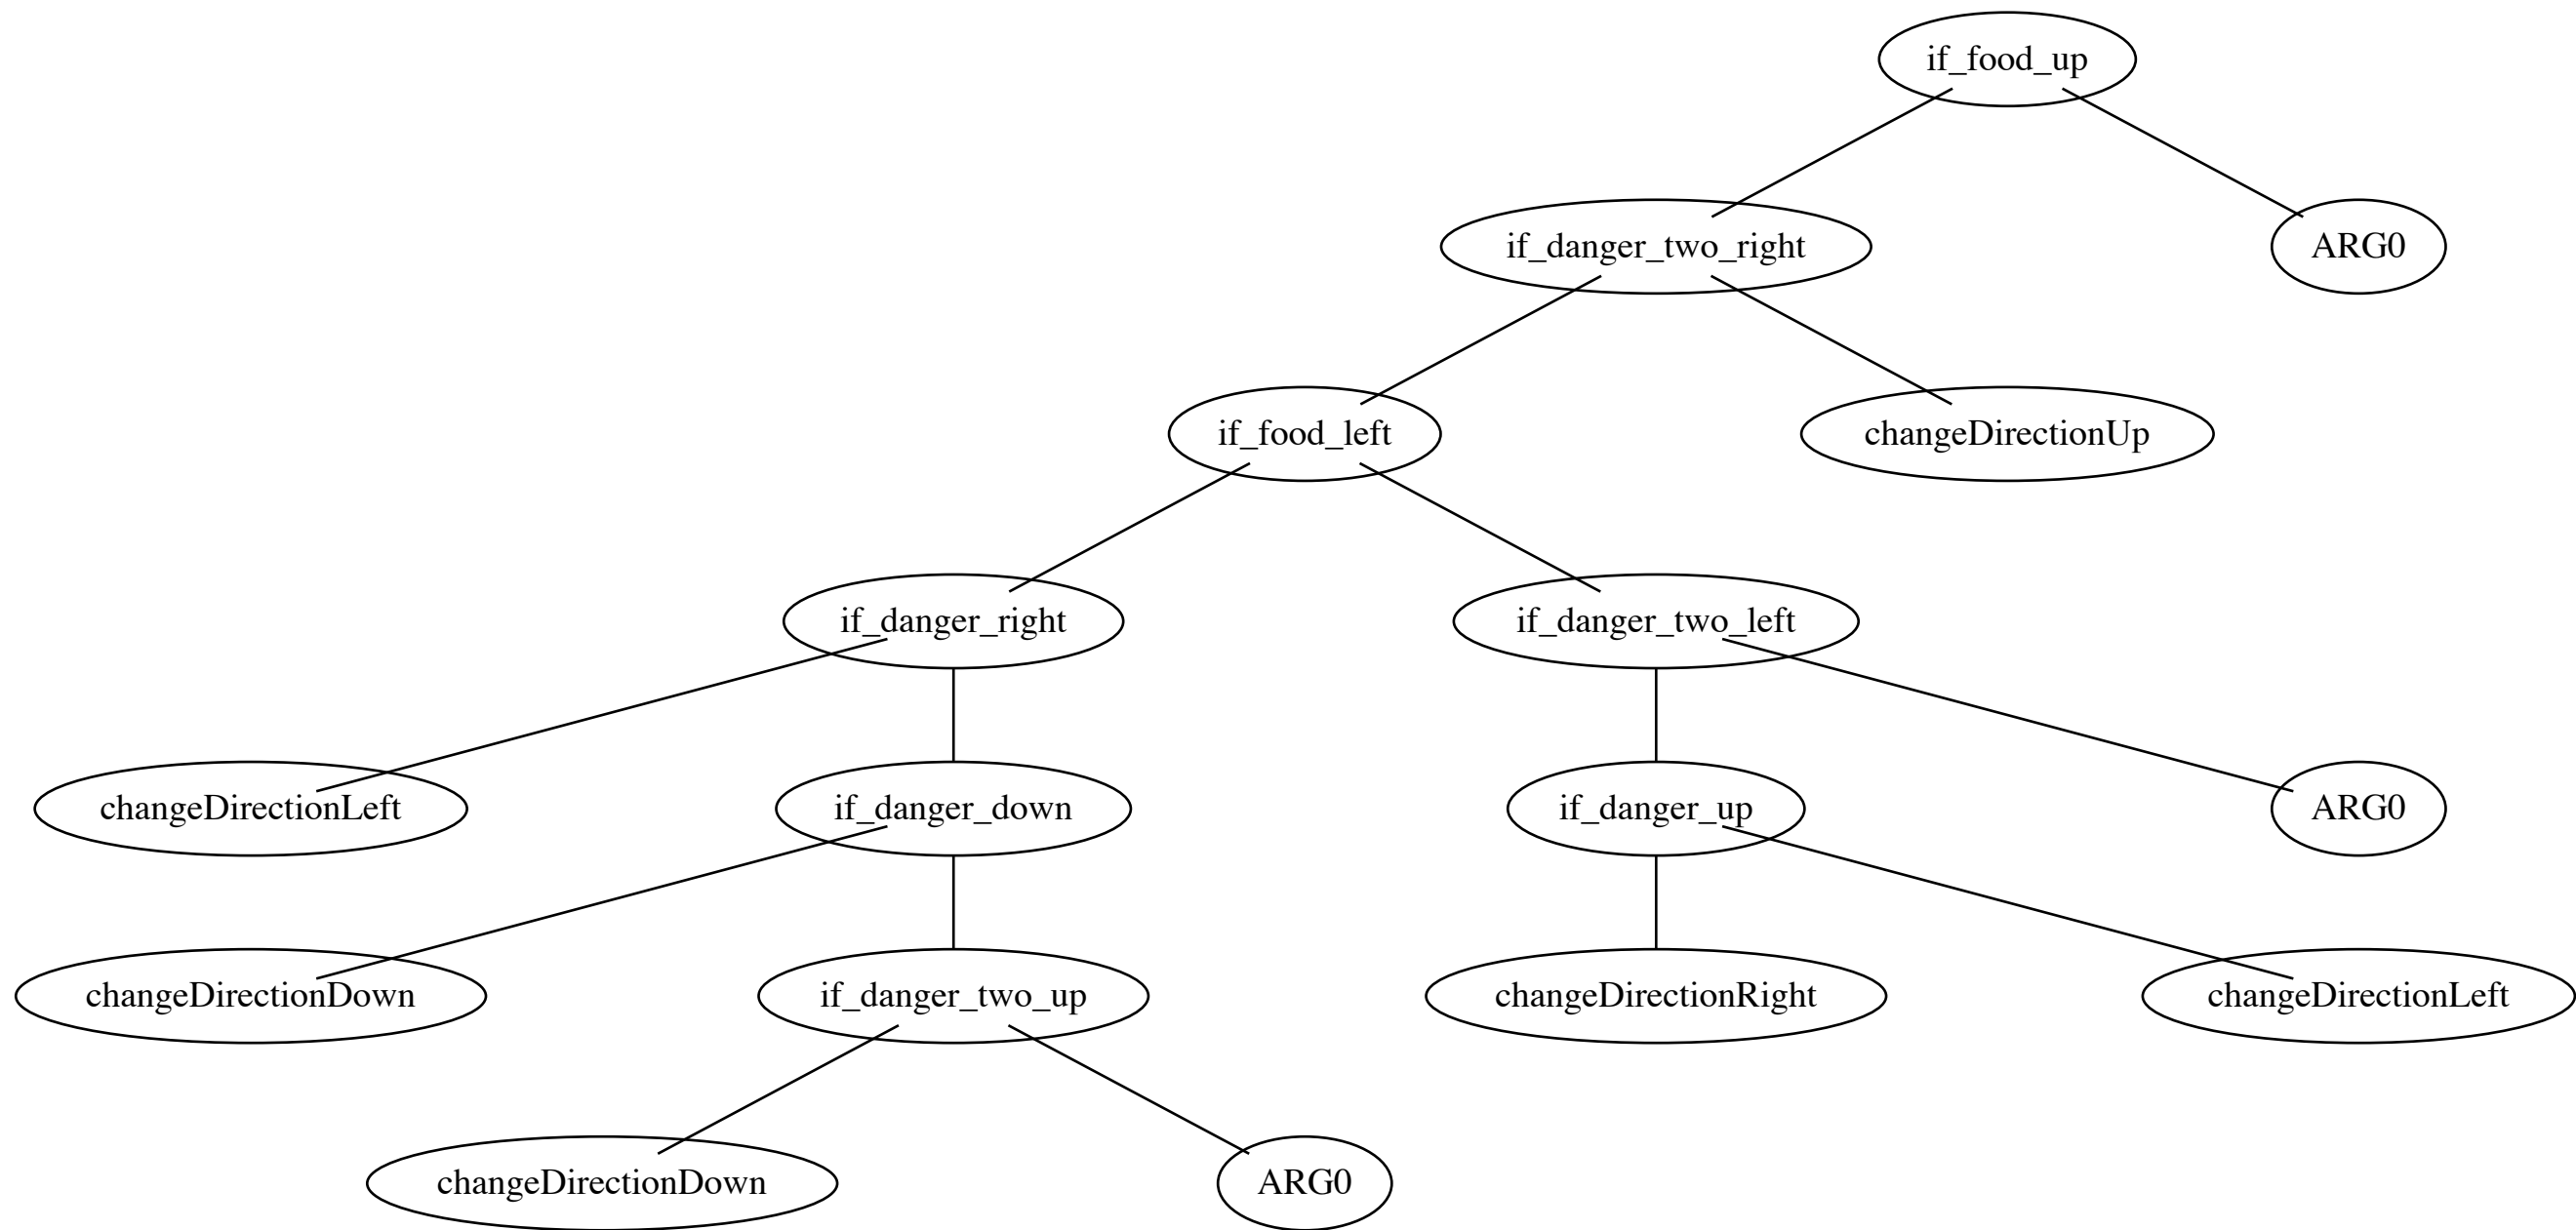 if_food_up
if_danger_two_right
ARG0
if_food_left
changeDirectionUp
if_danger_right
if_danger_two_left
changeDirectionLeft
if_danger_down
if_danger_up
ARG0
changeDirectionDown
if_danger_two_up
changeDirectionRight
changeDirectionLeft
changeDirectionDown
ARG0